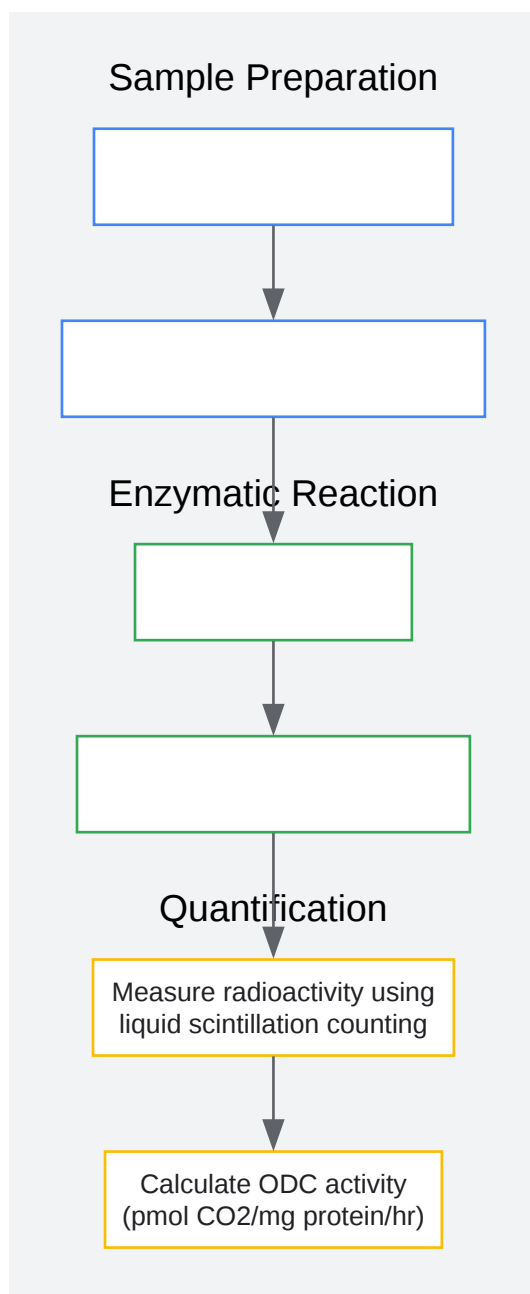 Sample Preparation
Enzymatic Reaction
Quantification
Measure radioactivity using
liquid scintillation counting
Calculate ODC activity
(pmol CO2/mg protein/hr)